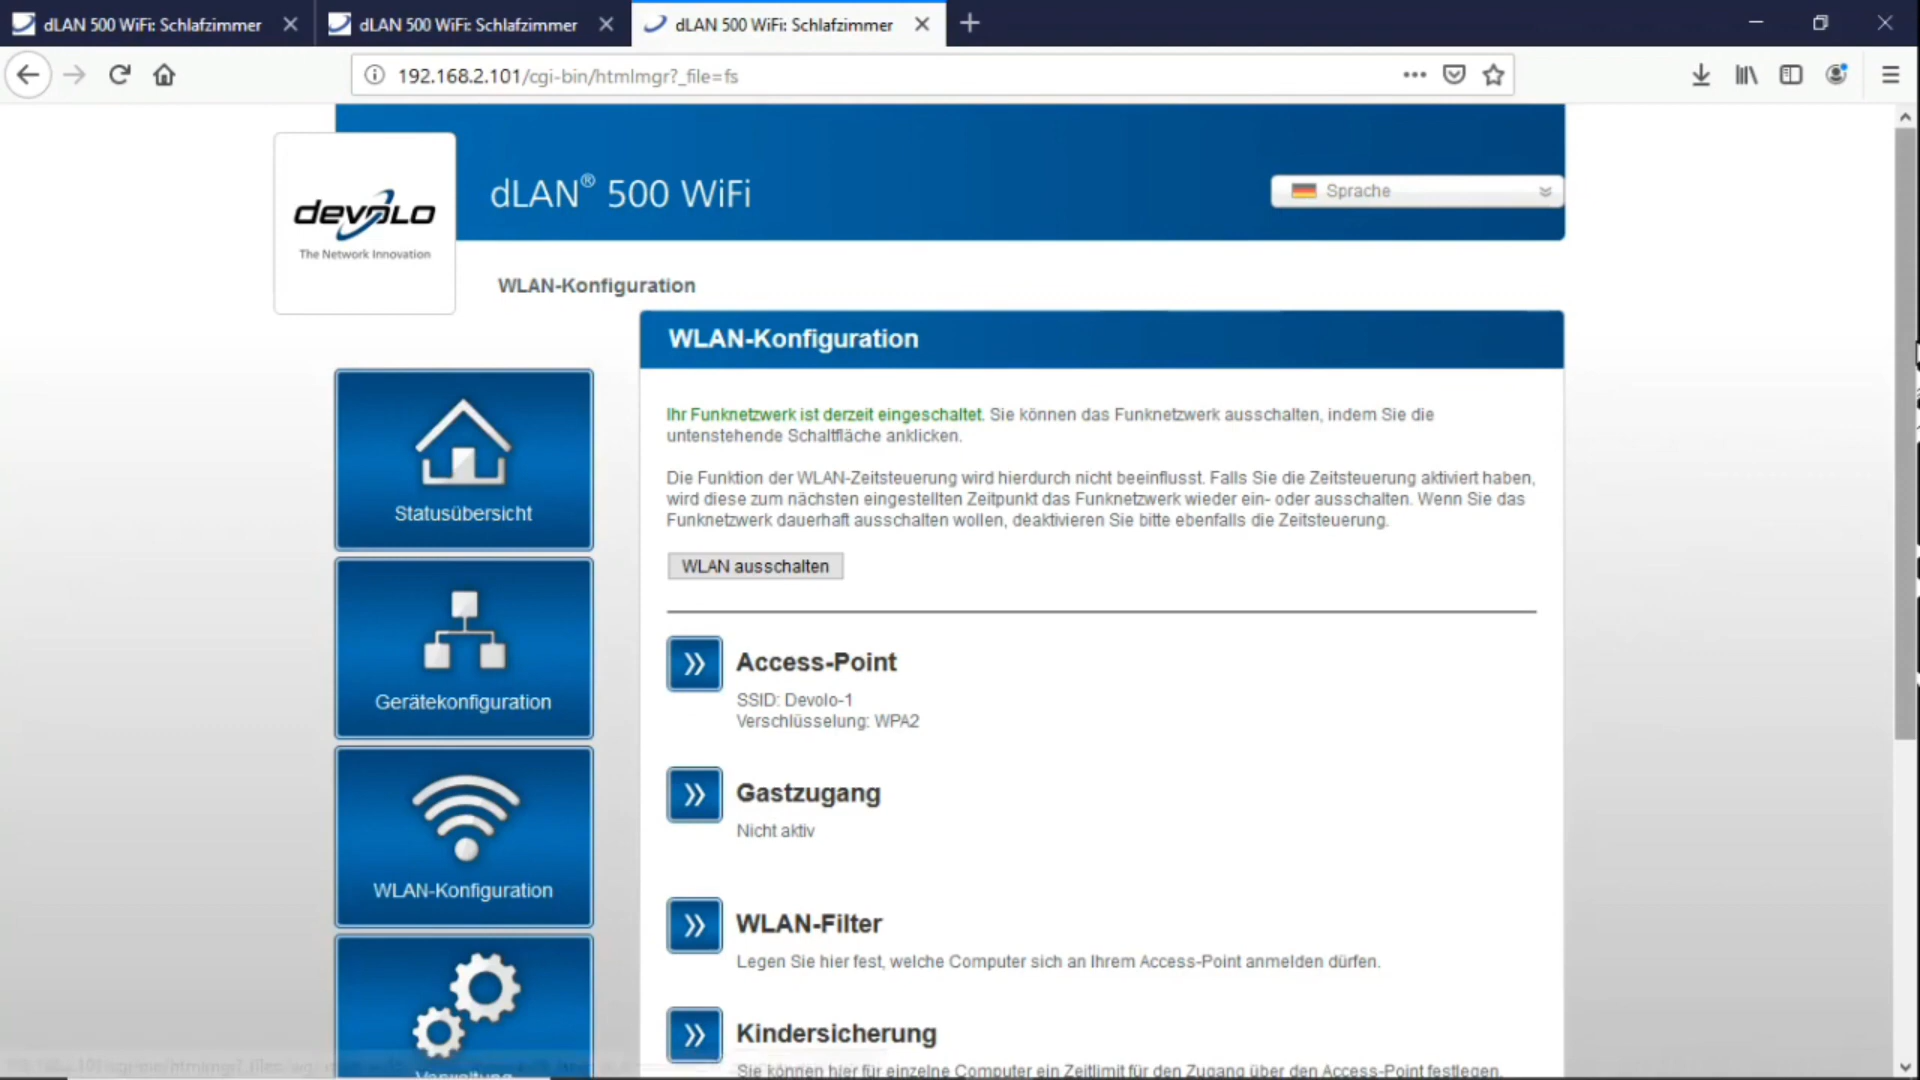 dLAN 500 WiFi: Schlafzimmer
dLAN 500 WiFi: Schlafzimmer
dLAN 500 WiFi: Schlafzimmer
192.168.2.101/cgi-bin/htmlmgr?_file=fs
devolo
The Network Innovation
dLAN® 500 WiFi
Sprache
WLAN-Konfiguration
WLAN-Konfiguration
Ihr Funknetzwerk ist derzeit eingeschaltet. Sie können das Funknetzwerk ausschalten, indem Sie die
untenstehende Schaltfläche anklicken.
Die Funktion der WLAN-Zeitsteuerung wird hierdurch nicht beeinflusst. Falls Sie die Zeitsteuerung aktiviert haben,
wird diese zum nächsten eingestellten Zeitpunkt das Funknetzwerk wieder ein- oder ausschalten. Wenn Sie das
Funknetzwerk dauerhaft ausschalten wollen, deaktivieren Sie bitte ebenfalls die Zeitsteuerung.
WLAN ausschalten
Statusübersicht
Gerätekonfiguration
WLAN-Konfiguration
Verwaltung
Access-Point
SSID: Devolo-1
Verschlüsselung: WPA2
Gastzugang
Nicht aktiv
WLAN-Filter
Legen Sie hier fest, welche Computer sich an Ihrem Access-Point anmelden dürfen.
Kindersicherung
Sie können hier für einzelne Computer ein Zeitlimit für den Zugang über den Access-Point festlegen.